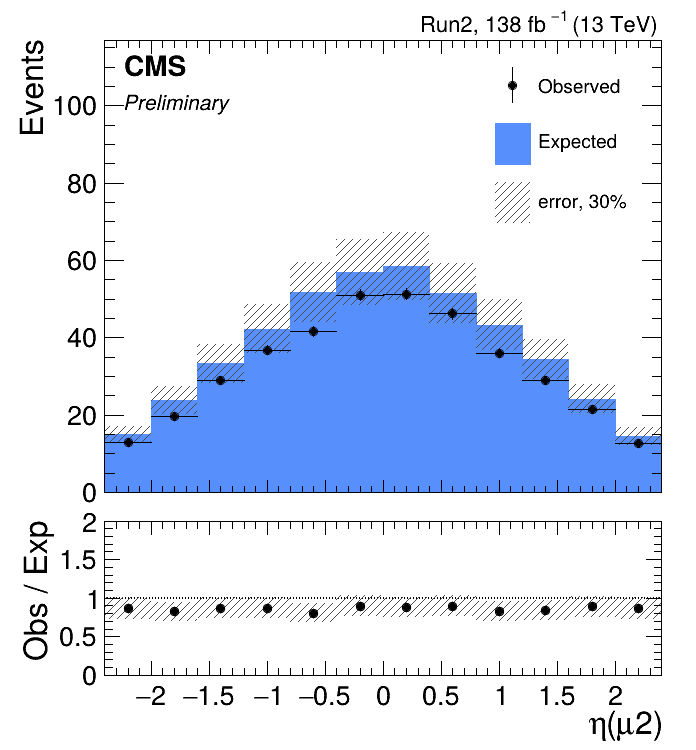 Run2, 138 fb⁻¹ (13 TeV)
CMS
Preliminary
Events
100
80
60
40
20
0
Observed
Expected
error, 30%
Obs / Exp
2
1.5
1
0.5
0
−2 −1.5 −1 −0.5 0 0.5 1 1.5 2
η(μ2)